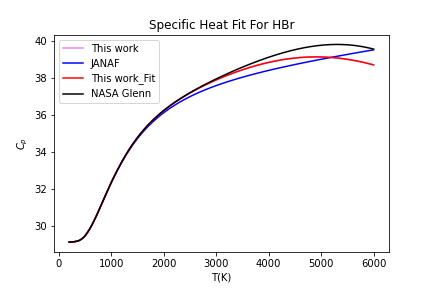 Specific Heat Fit For HBr
This work
JANAF
This work_Fit
NASA Glenn
40
38
36
34
32
30
C_p
0
1000
2000
3000
4000
5000
6000
T(K)